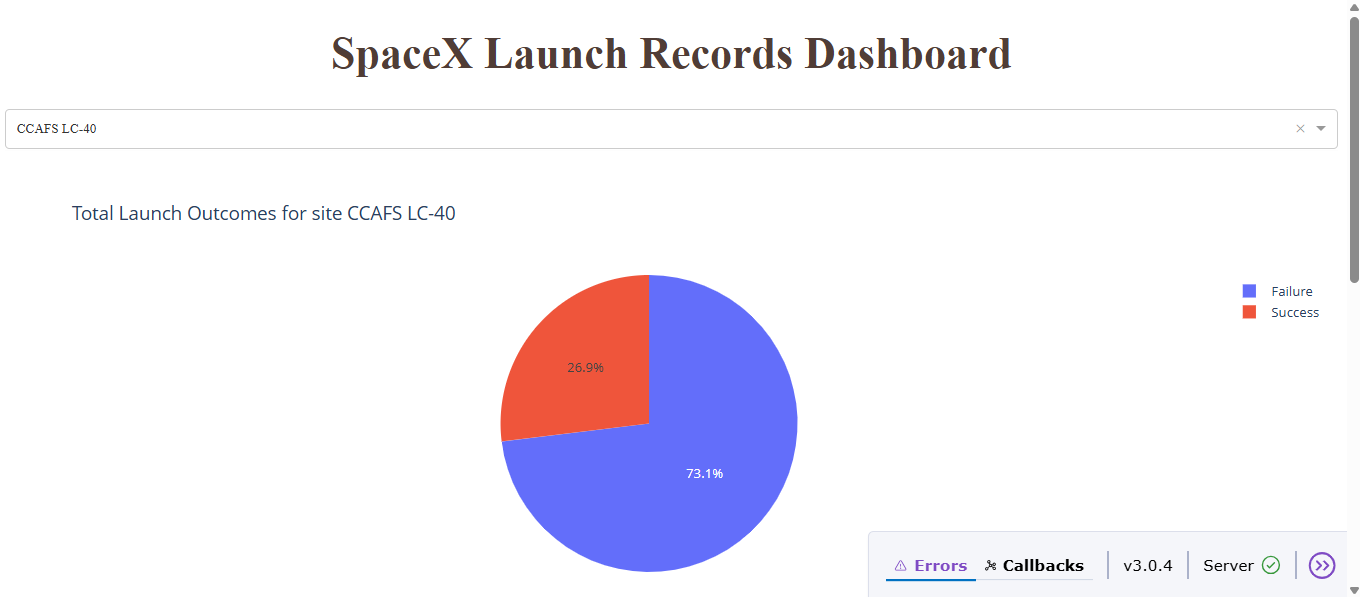 SpaceX Launch Records Dashboard
CCAFS LC-40
Total Launch Outcomes for site CCAFS LC-40
Failure
Success
26.9%
73.1%
Errors Callbacks v3.0.4 Server